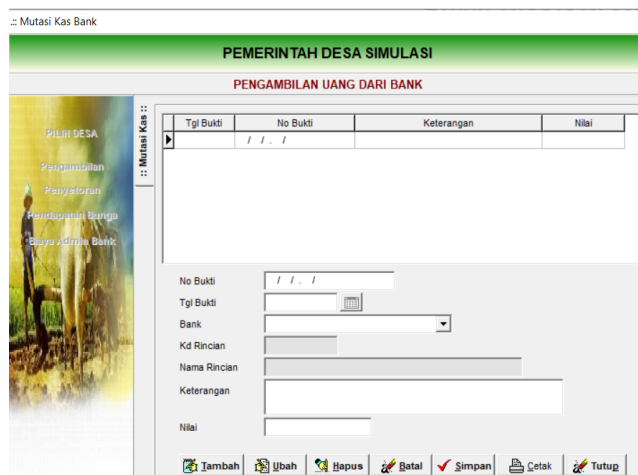 .:: Mutasi Kas Bank
PEMERINTAH DESA SIMULASI
PENGAMBILAN UANG DARI BANK
PILIH DESA
Pengambilan
Penyetoran
Pendapatan Bunga
Biaya Admin Bank
:: Mutasi Kas ::
Tgl Bukti No Bukti Keterangan Nilai
/ / . /
No Bukti / / . /
Tgl Bukti
Bank
Kd Rincian
Nama Rincian
Keterangan
Nilai
Tambah Ubah Hapus Batal Simpan Cetak Tutup